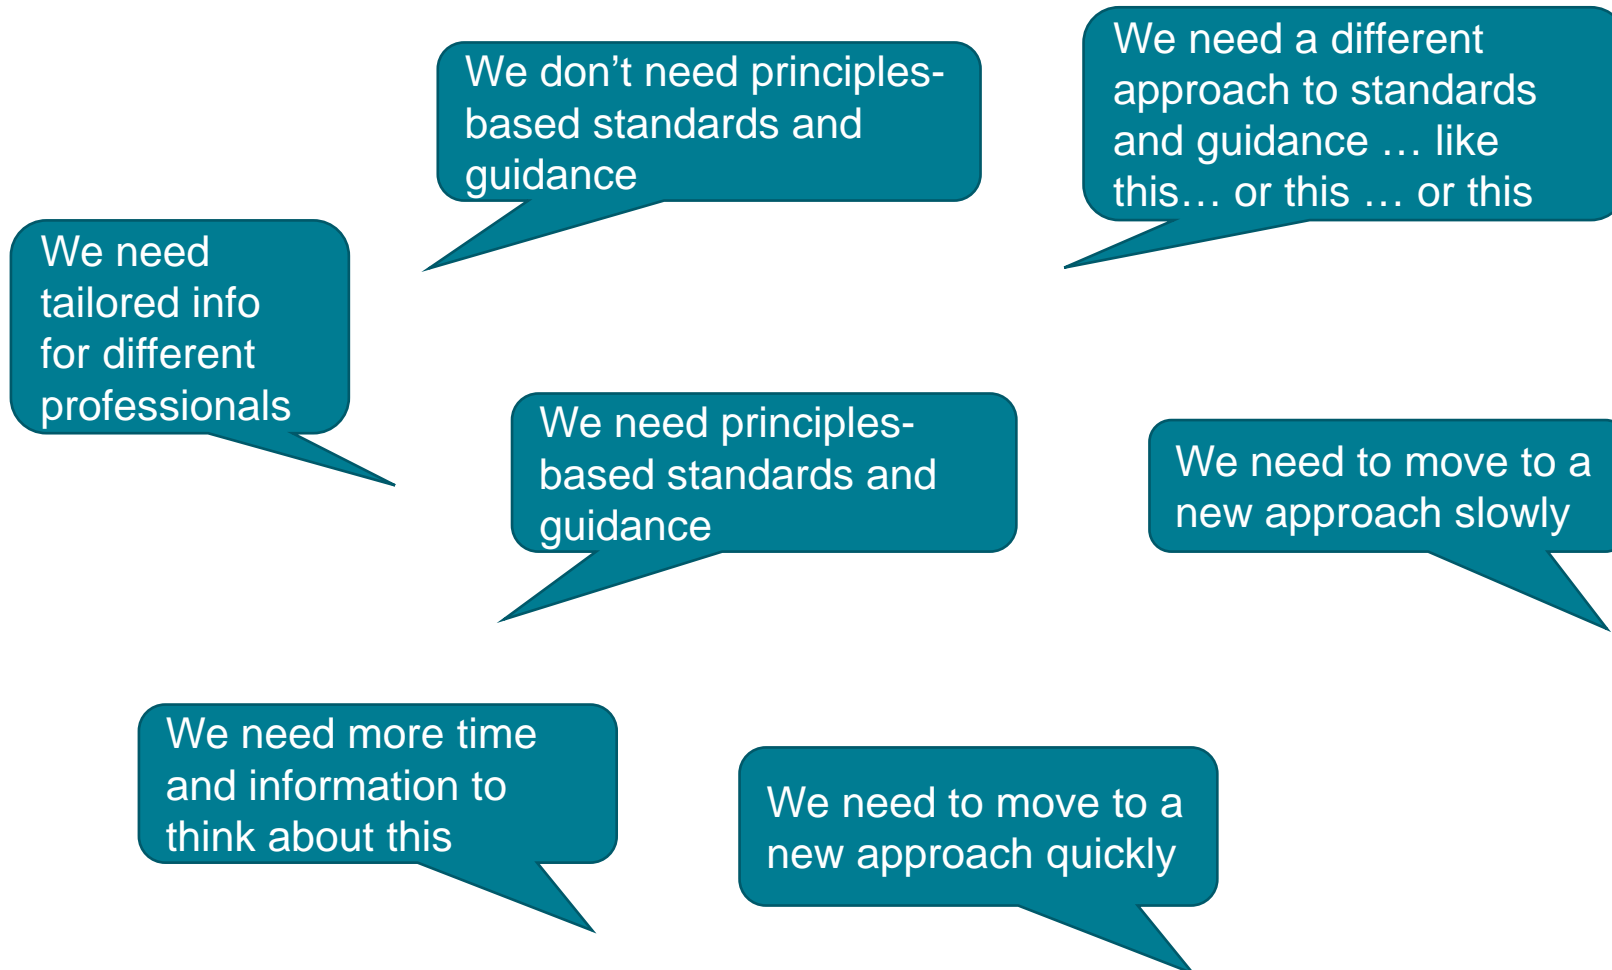 We don’t need principles-
based standards and
guidance
We need a different
approach to standards
and guidance … like
this… or this … or this
We need
tailored info
for different
professionals
We need principles-
based standards and
guidance
We need to move to a
new approach slowly
We need more time
and information to
think about this
We need to move to a
new approach quickly